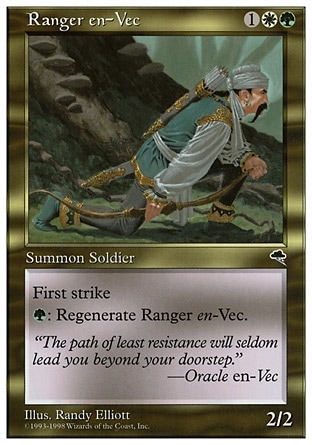 Ranger en-Vec
1
Summon Soldier
First strike
: Regenerate Ranger en-Vec.
"The path of least resistance will seldom
lead you beyond your doorstep."
—Oracle en-Vec
Illus. Randy Elliott
©1993-1998 Wizards of the Coast, Inc.
2/2